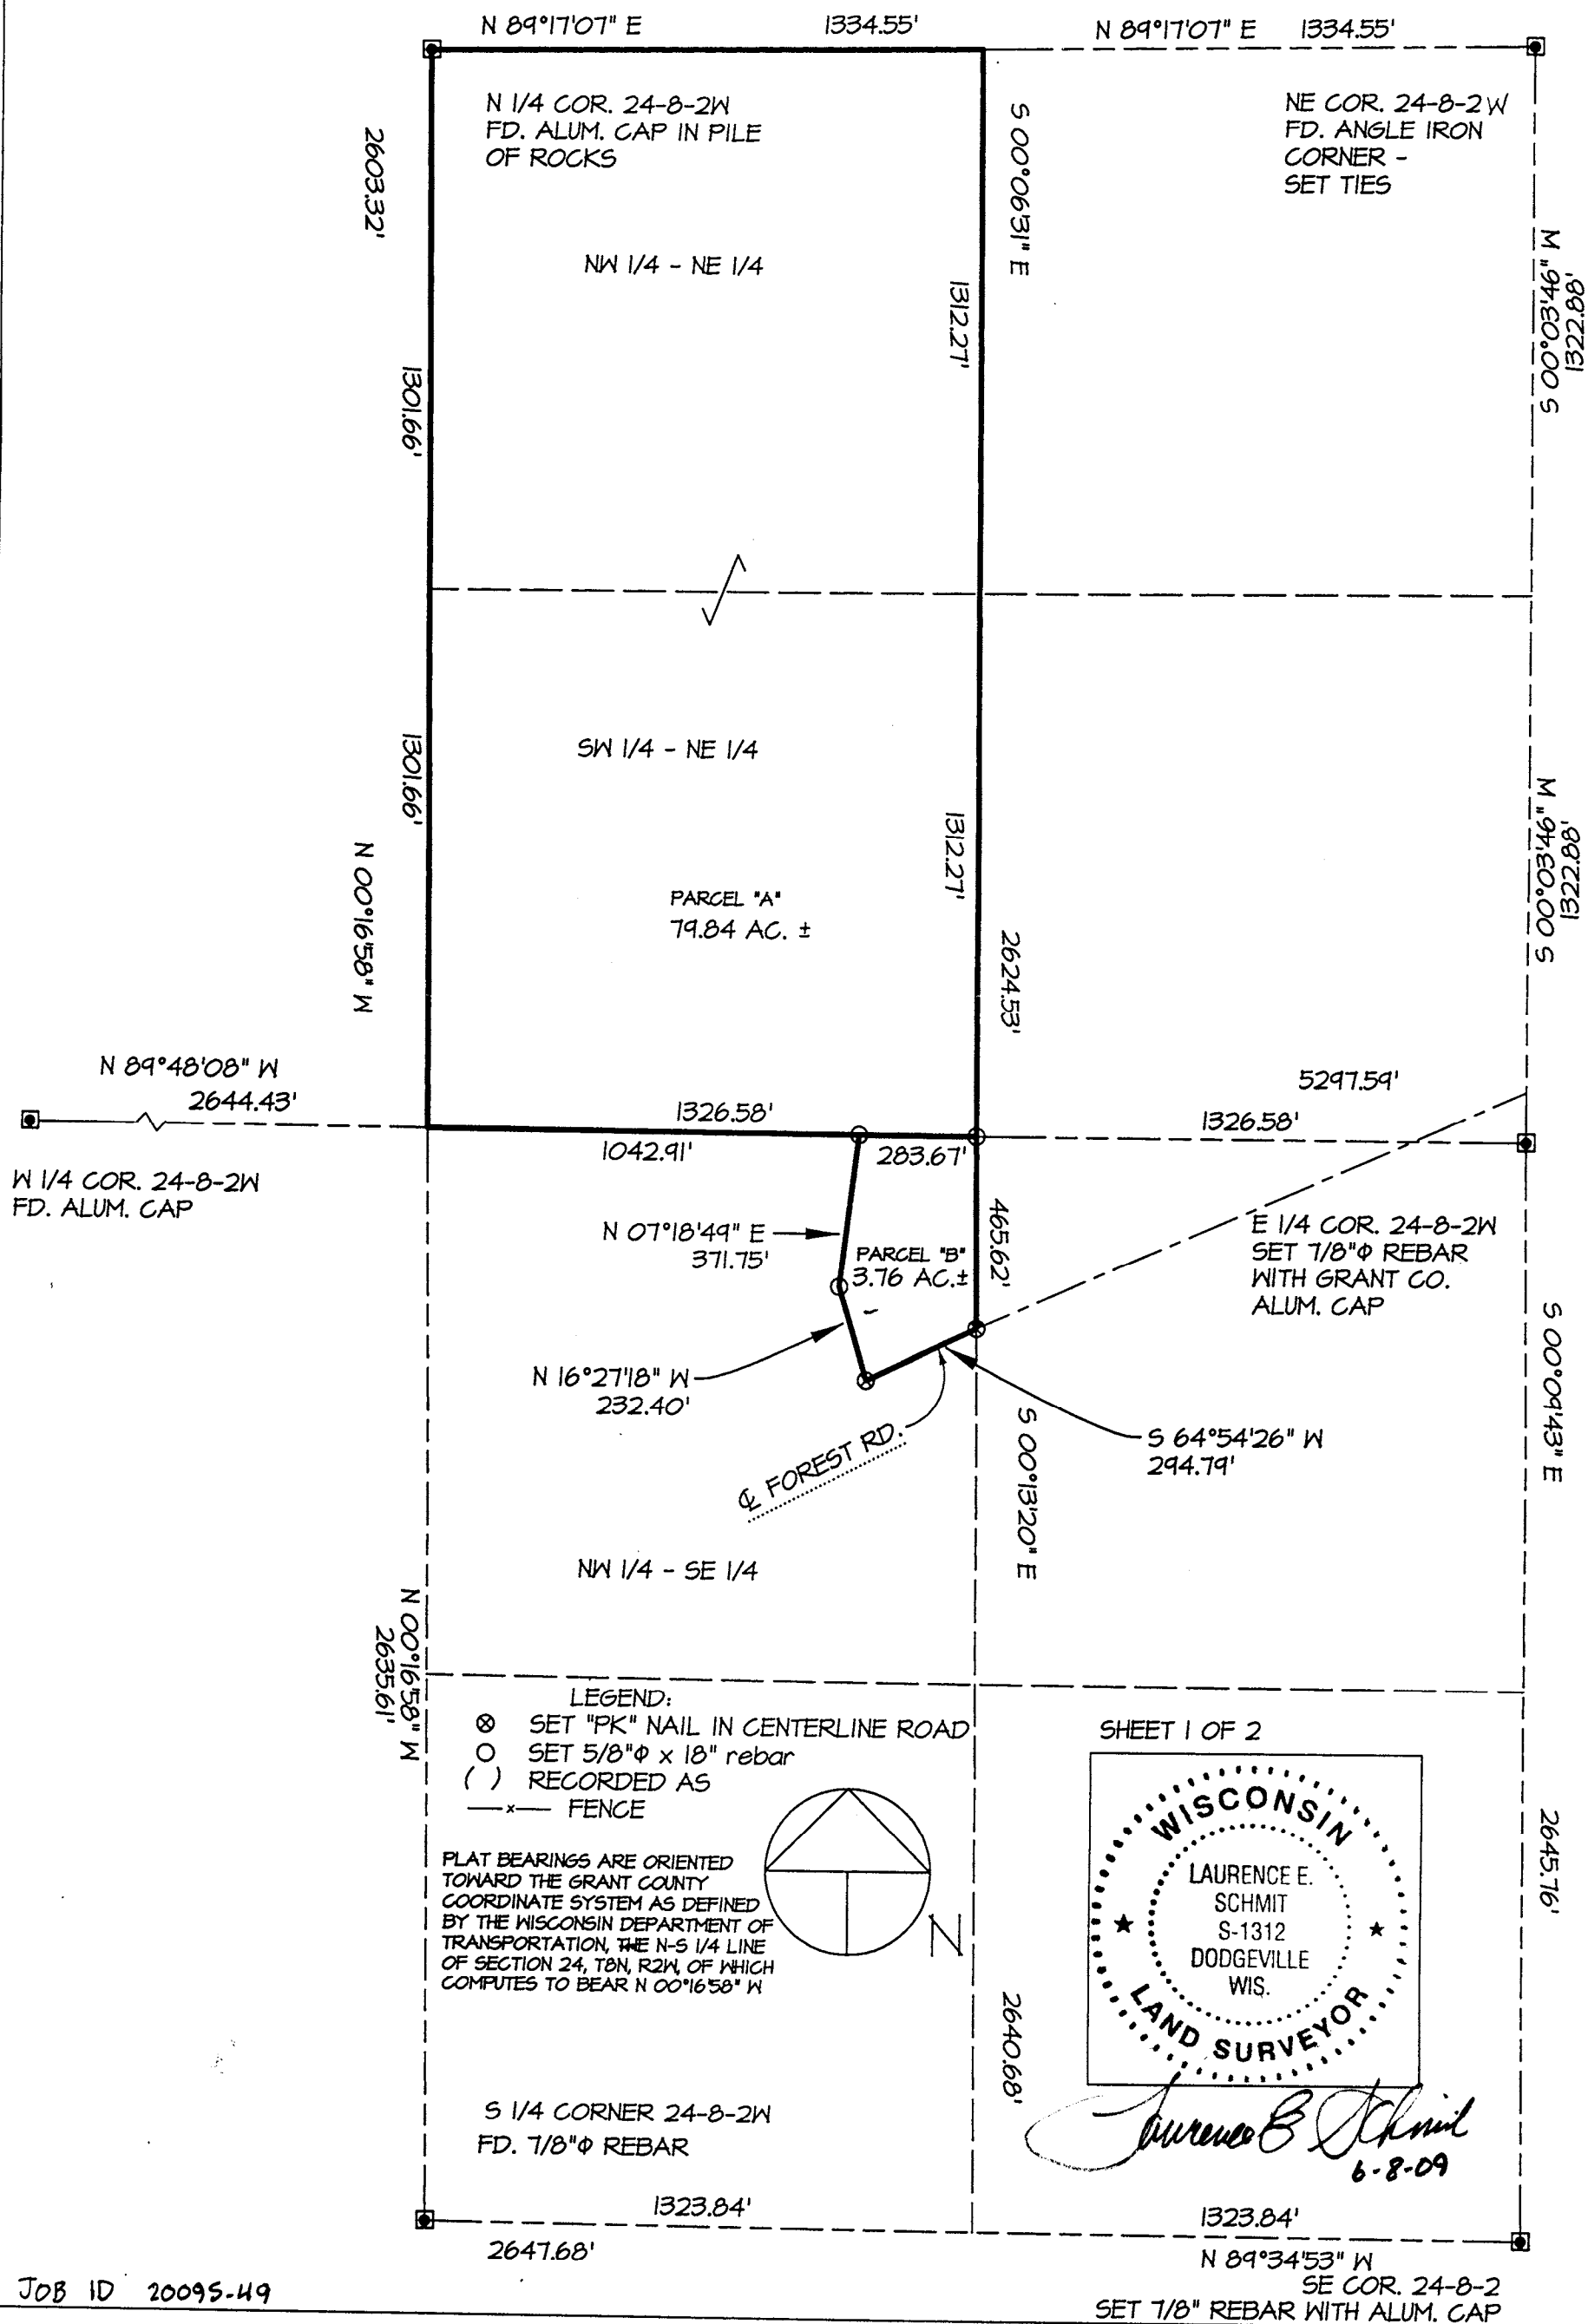 N 89°17'07" E 1334.55' N 89°17'07" E 1334.55'
N 1/4 COR. 24-8-2W
FD. ALUM. CAP IN PILE
OF ROCKS
NE COR. 24-8-2W
FD. ANGLE IRON
CORNER -
SET TIES
2603.32'
S 00°06'31" E
NW 1/4 - NE 1/4
1312.27'
S 00°03'46" W
1322.88'
1301.66'
1301.66'
SW 1/4 - NE 1/4
1312.27'
S 00°03'46" W
1322.88'
N 00°16'58" W
PARCEL "A"
79.84 AC. ±
2624.53'
N 89°48'08" W
2644.43'
5297.59'
1326.58'
1326.58'
1042.91'
283.67'
W 1/4 COR. 24-8-2W
FD. ALUM. CAP
N 07°18'49" E
371.75'
PARCEL "B"
3.76 AC.±
465.62'
E 1/4 COR. 24-8-2W
SET 7/8"Φ REBAR
WITH GRANT CO.
ALUM. CAP
N 16°27'18" W
232.40'
S 64°54'26" W
294.79'
℄ FOREST RD.
S 00°13'20" E
S 00°09'43" E
NW 1/4 - SE 1/4
N 00°16'58" W
2635.61'
LEGEND:
⊗ SET "PK" NAIL IN CENTERLINE ROAD
○ SET 5/8"Φ x 18" rebar
( ) RECORDED AS
—x— FENCE
SHEET 1 OF 2
PLAT BEARINGS ARE ORIENTED
TOWARD THE GRANT COUNTY
COORDINATE SYSTEM AS DEFINED
BY THE WISCONSIN DEPARTMENT OF
TRANSPORTATION, THE N-S 1/4 LINE
OF SECTION 24, T8N, R2W, OF WHICH
COMPUTES TO BEAR N 00°16'58" W
N
WISCONSIN
LAURENCE E.
SCHMIT
S-1312
DODGEVILLE
WIS.
LAND SURVEYOR
2645.76'
2640.68'
Laurence E Schmit
6-8-09
S 1/4 CORNER 24-8-2W
FD. 7/8"Φ REBAR
1323.84'
1323.84'
2647.68'
N 89°34'53" W
SE COR. 24-8-2
SET 7/8" REBAR WITH ALUM. CAP
JOB ID 2009S-49